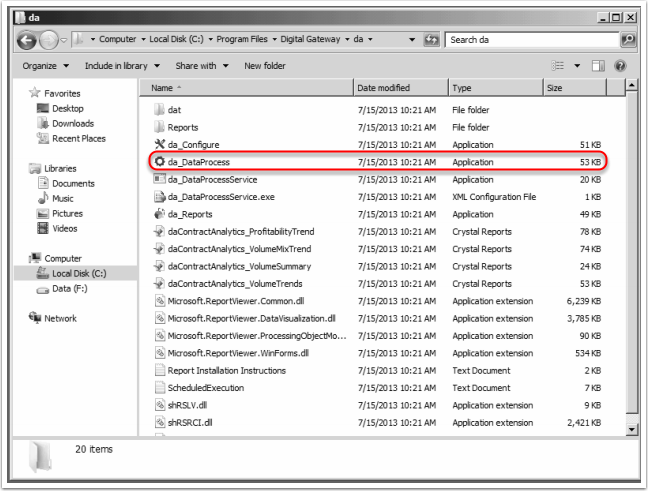 da
Computer Local Disk (C:) Program Files Digital Gateway da Search da
Organize Include in library Share with New folder
Favorites
Desktop
Downloads
Recent Places
Libraries
Documents
Music
Pictures
Videos
Computer
Local Disk (C:)
Data (F:)
Network
Name Date modified Type Size
dat 7/15/2013 10:21 AM File folder
Reports 7/15/2013 10:21 AM File folder
da_Configure 7/15/2013 10:21 AM Application 51 KB
da_DataProcess 7/15/2013 10:21 AM Application 53 KB
da_DataProcessService 7/15/2013 10:21 AM Application 20 KB
da_DataProcessService.exe 7/15/2013 10:21 AM XML Configuration File 1 KB
da_Reports 7/15/2013 10:21 AM Application 49 KB
daContractAnalytics_ProfitabilityTrend 7/15/2013 10:21 AM Crystal Reports 78 KB
daContractAnalytics_VolumeMixTrend 7/15/2013 10:21 AM Crystal Reports 74 KB
daContractAnalytics_VolumeSummary 7/15/2013 10:21 AM Crystal Reports 24 KB
daContractAnalytics_VolumeTrends 7/15/2013 10:21 AM Crystal Reports 53 KB
Microsoft.ReportViewer.Common.dll 7/15/2013 10:21 AM Application extension 6,239 KB
Microsoft.ReportViewer.DataVisualization.dll 7/15/2013 10:21 AM Application extension 3,785 KB
Microsoft.ReportViewer.ProcessingObjectMo... 7/15/2013 10:21 AM Application extension 90 KB
Microsoft.ReportViewer.WinForms.dll 7/15/2013 10:21 AM Application extension 534 KB
Report Installation Instructions 7/15/2013 10:21 AM Text Document 2 KB
ScheduledExecution 7/15/2013 10:21 AM Text Document 7 KB
shRSLV.dll 7/15/2013 10:21 AM Application extension 9 KB
shRSRCI.dll 7/15/2013 10:21 AM Application extension 2,421 KB
20 items